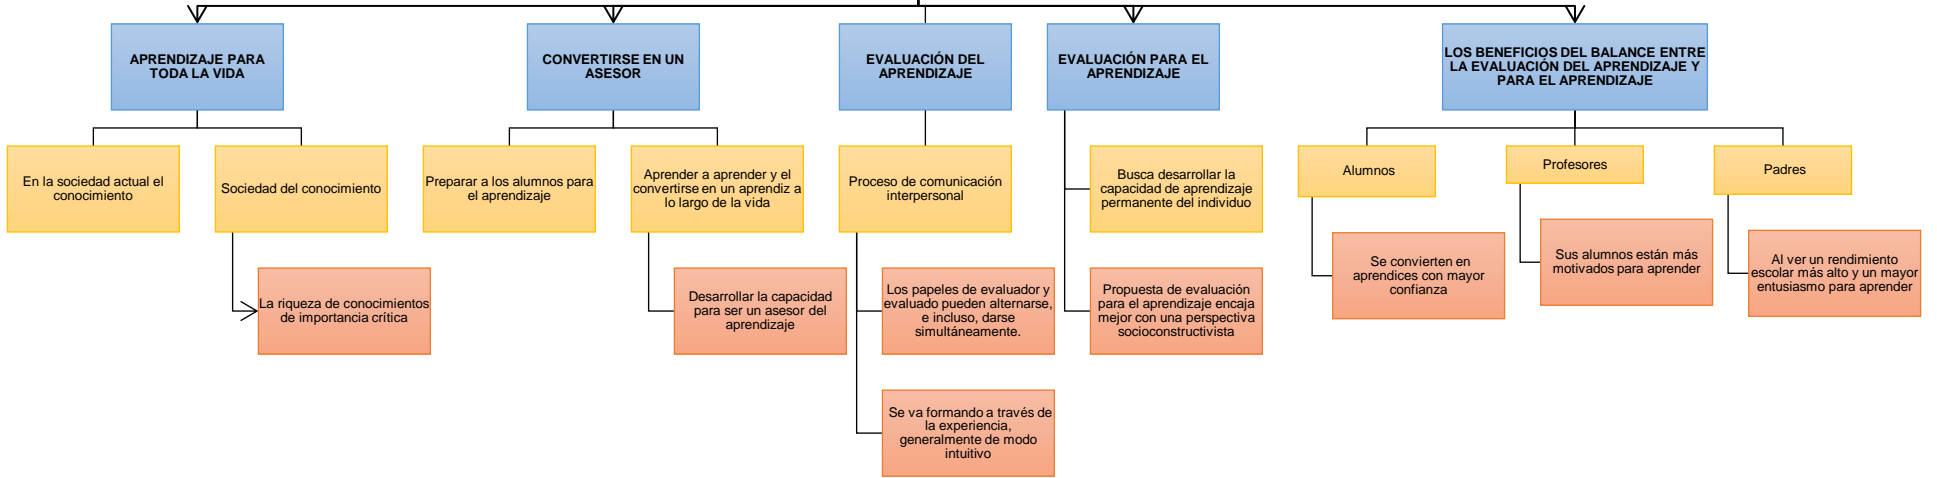 APRENDIZAJE PARA
TODA LA VIDA
CONVERTIRSE EN UN
ASESOR
EVALUACIÓN DEL
APRENDIZAJE
EVALUACIÓN PARA EL
APRENDIZAJE
LOS BENEFICIOS DEL BALANCE ENTRE
LA EVALUACIÓN DEL APRENDIZAJE Y
PARA EL APRENDIZAJE
En la sociedad actual el
conocimiento
Sociedad del conocimiento
Preparar a los alumnos para
el aprendizaje
Aprender a aprender y el
convertirse en un aprendiz a
lo largo de la vida
Proceso de comunicación
interpersonal
Busca desarrollar la
capacidad de aprendizaje
permanente del individuo
Alumnos
Profesores
Padres
La riqueza de conocimientos
de importancia crítica
Desarrollar la capacidad
para ser un asesor del
aprendizaje
Los papeles de evaluador y
evaluado pueden alternarse,
e incluso, darse
simultáneamente.
Propuesta de evaluación
para el aprendizaje encaja
mejor con una perspectiva
socioconstructivista
Se convierten en
aprendices con mayor
confianza
Sus alumnos están más
motivados para aprender
Al ver un rendimiento
escolar más alto y un mayor
entusiasmo para aprender
Se va formando a través de
la experiencia,
generalmente de modo
intuitivo